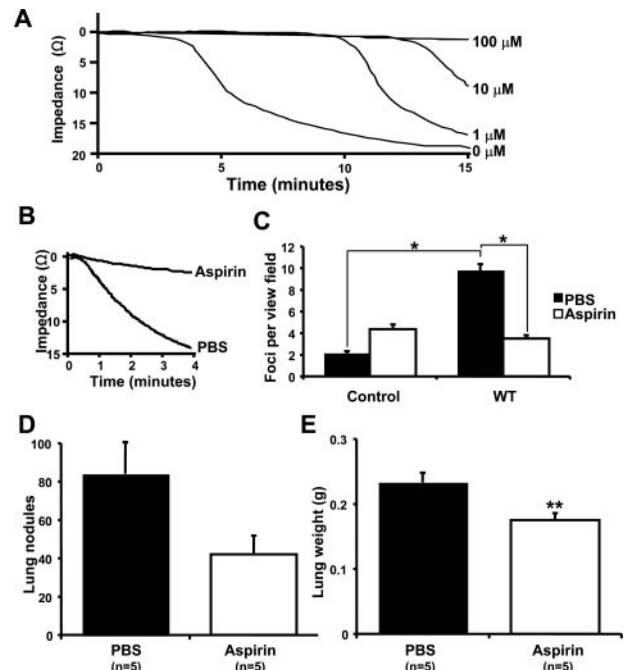 A
Impedance (Ω)
0
5
10
15
20
100 μM
10 μM
1 μM
0 μM
0
5
10
15
Time (minutes)
B
Impedance (Ω)
0
5
10
15
Aspirin
PBS
0 1 2 3 4
Time (minutes)
C
Foci per view field
12
10
8
6
4
2
0
*
*
PBS
Aspirin
Control
WT
D
Lung nodules
100
80
60
40
20
0
PBS
(n=5)
Aspirin
(n=5)
E
Lung weight (g)
0.3
0.2
0.1
0
**
PBS
(n=5)
Aspirin
(n=5)